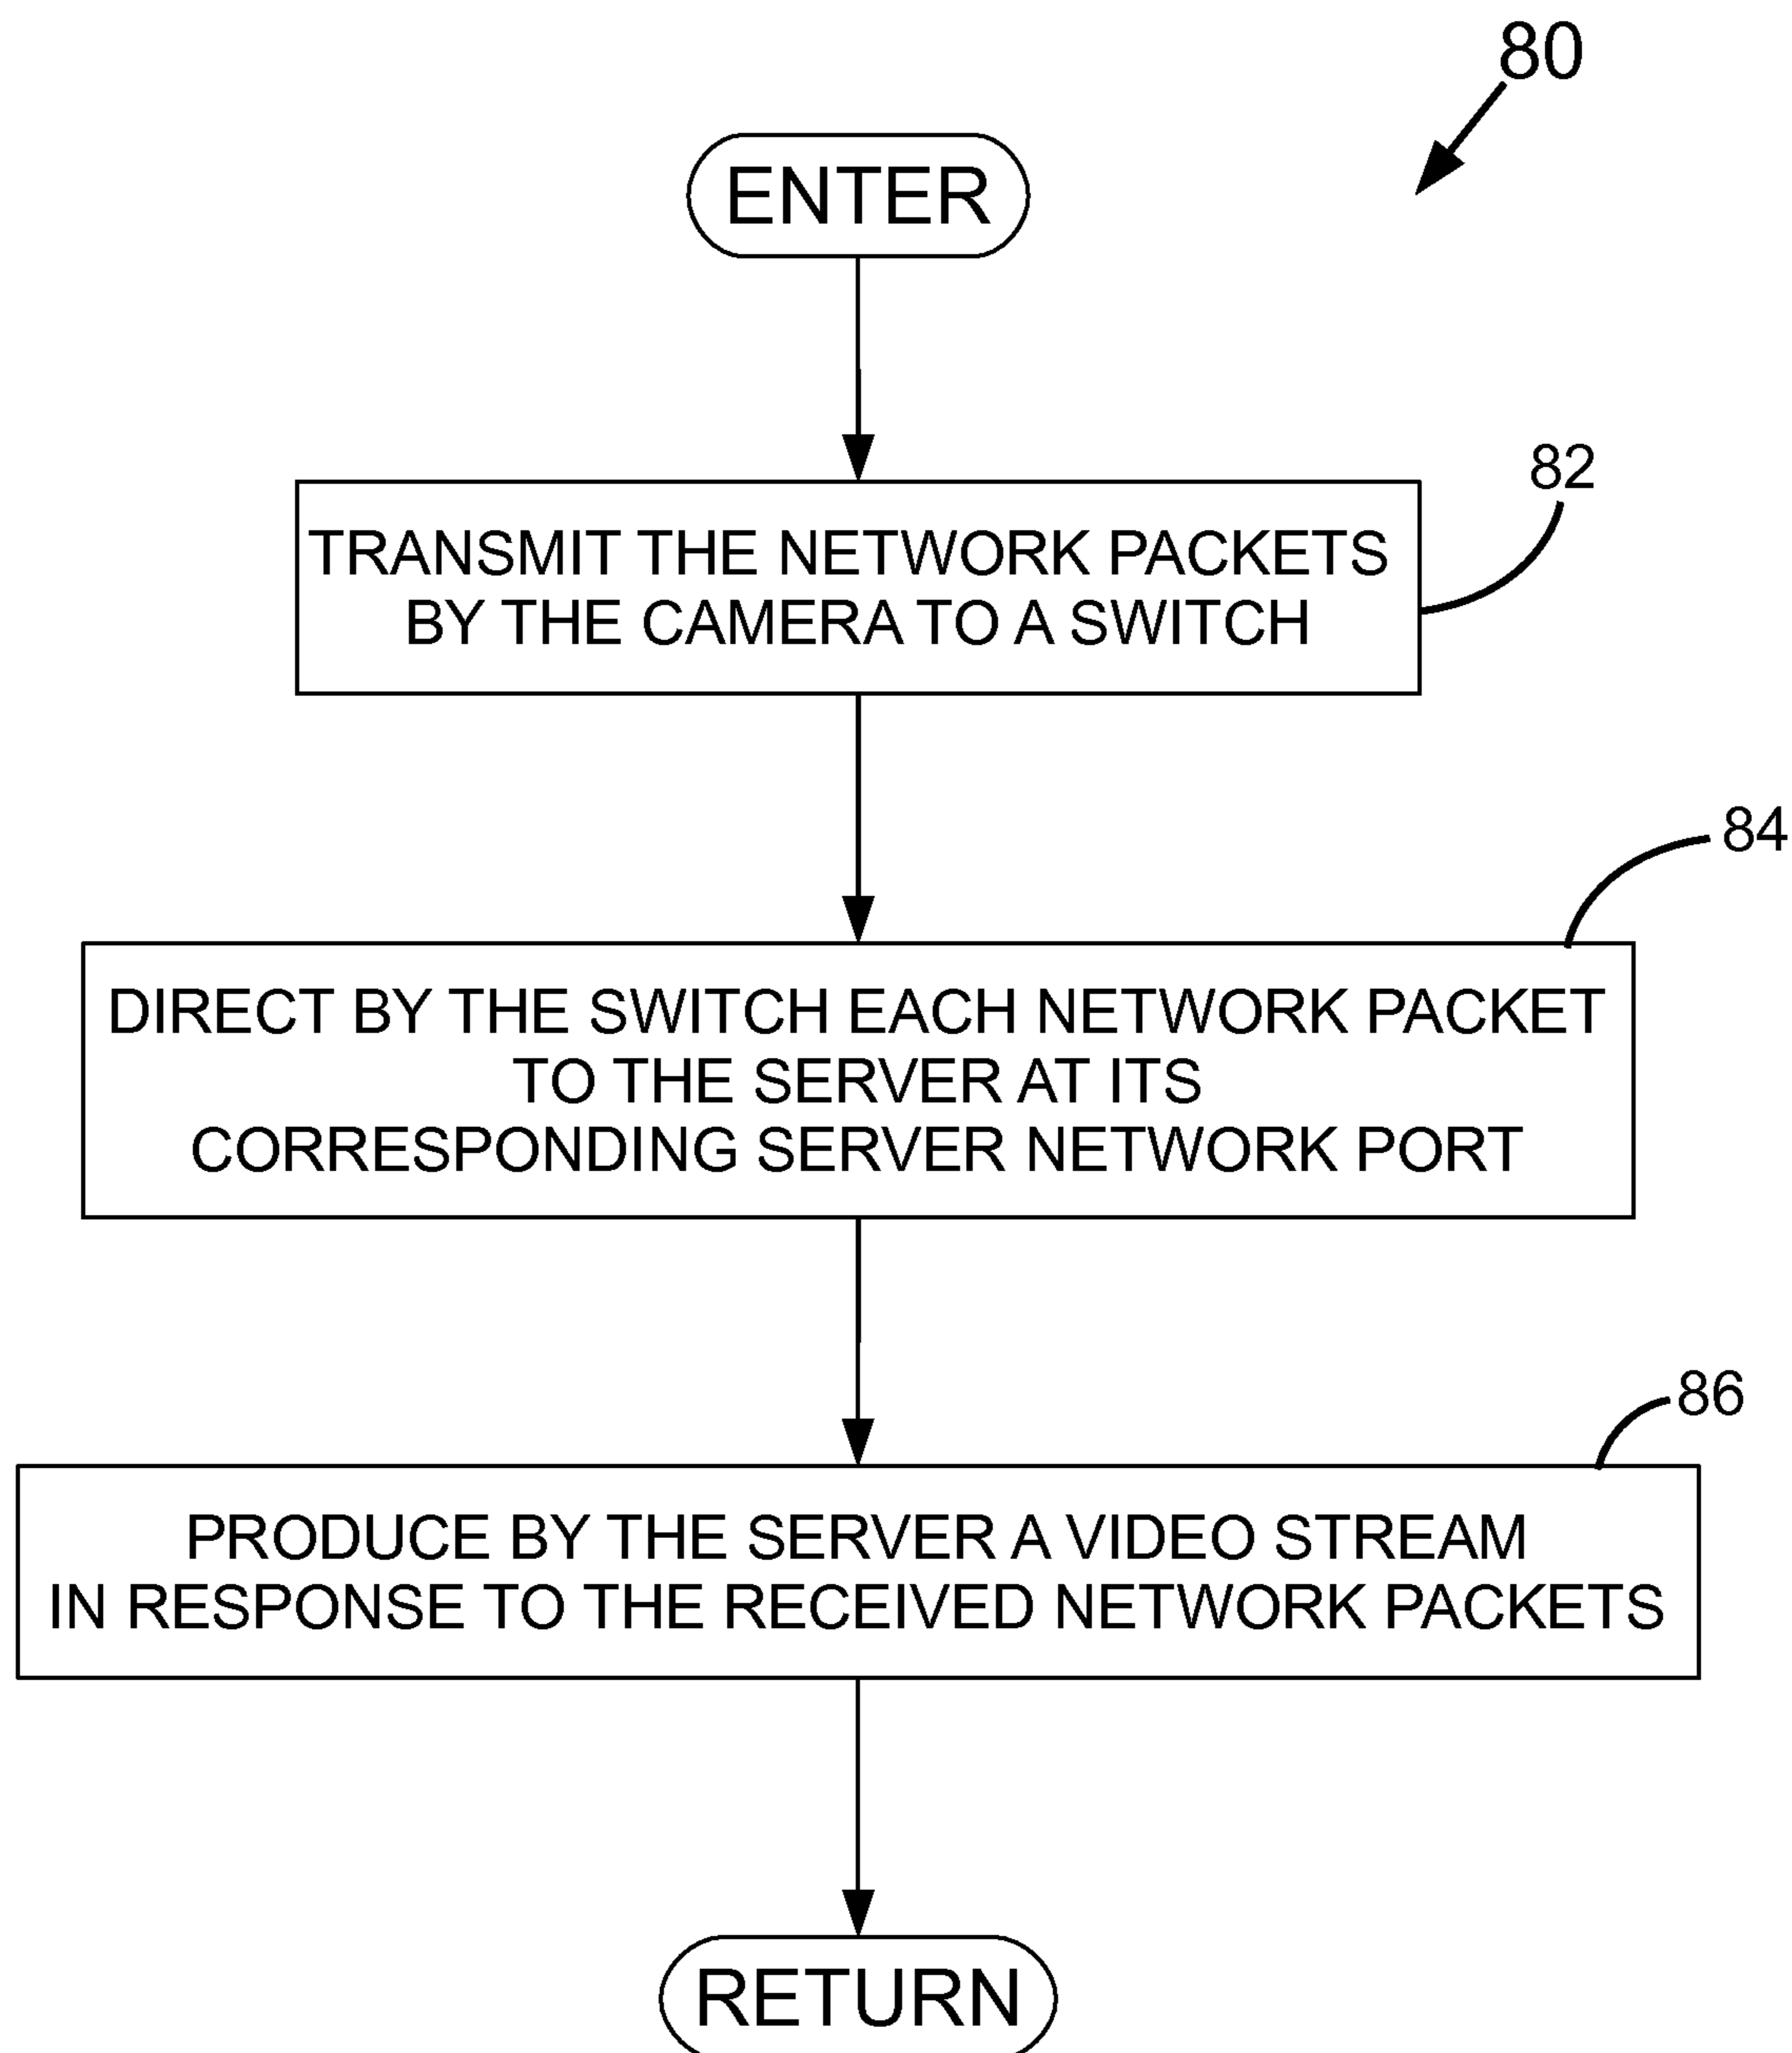 80
ENTER
82
TRANSMIT THE NETWORK PACKETS
BY THE CAMERA TO A SWITCH
84
DIRECT BY THE SWITCH EACH NETWORK PACKET
TO THE SERVER AT ITS
CORRESPONDING SERVER NETWORK PORT
86
PRODUCE BY THE SERVER A VIDEO STREAM
IN RESPONSE TO THE RECEIVED NETWORK PACKETS
RETURN